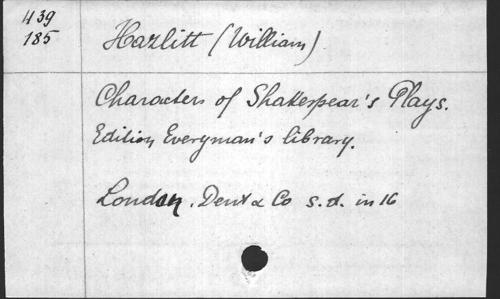 439
185
Hazlitt (William)
Characters of Shakespear's Plays.
Edition Everyman's library.
London, Dent & Co s.d. in 16